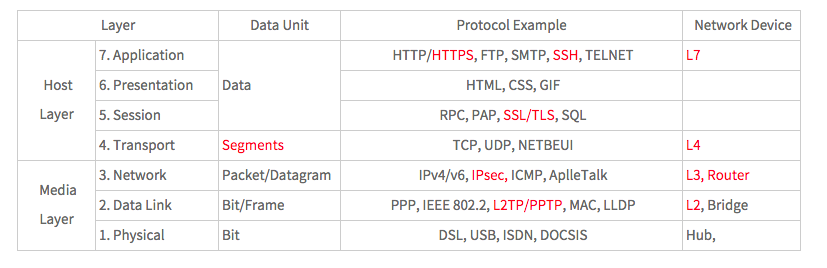 Layer Data Unit Protocol Example Network Device
Host Layer
7. Application Data HTTP/HTTPS, FTP, SMTP, SSH, TELNET L7
6. Presentation HTML, CSS, GIF
5. Session RPC, PAP, SSL/TLS, SQL
4. Transport Segments TCP, UDP, NETBEUI L4
Media Layer
3. Network Packet/Datagram IPv4/v6, IPsec, ICMP, AplleTalk L3, Router
2. Data Link Bit/Frame PPP, IEEE 802.2, L2TP/PPTP, MAC, LLDP L2, Bridge
1. Physical Bit DSL, USB, ISDN, DOCSIS Hub,